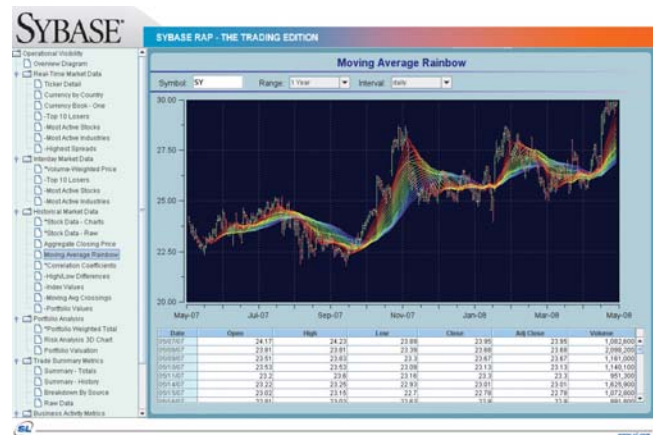 SYBASE
SYBASE RAP - THE TRADING EDITION
Operational Visibility
Overview Diagram
Real-Time Market Data
Ticker Detail
Currency by Country
Currency Book - One
-Top 10 Losers
-Most Active Stocks
-Most Active Industries
-Highest Spreads
Interday Market Data
*Volume-Weighted Price
-Top 10 Losers
-Most Active Stocks
-Most Active Industries
Historical Market Data
*Stock Data - Charts
*Stock Data - Raw
Aggregate Closing Price
Moving Average Rainbow
*Correlation Coefficients
-High/Low Differences
-Index Values
-Moving Avg Crossings
-Portfolio Values
Portfolio Analysis
*Portfolio Weighted Total
Risk Analysis 3D Chart
Portfolio Valuation
Trade Summary Metrics
Summary - Totals
Summary - History
Breakdown By Source
Raw Data
Business Activity Metrics
SL
Moving Average Rainbow
Symbol: SY Range: 1 Year Interval: daily
30.00
27.50
25.00
22.50
20.00
May-07 Jul-07 Sep-07 Nov-07 Jan-08 Mar-08 May-08
Date Open High Low Close Adj Close Volume
24.17 24.23 23.95 23.95 1,082,600
23.81 23.81 23.39 23.68 23.68 2,098,200
23.51 23.63 23.3 23.67 23.67
23.53 23.53 23.08 23.13 23.3 1,140,100
23.2 23.6 23.16 23.3 23.3 951,300
23.22 23.25 22.93 23.01 23.01 1,625,900
23.02 23.15 22.7 22.78 22.78 1,072,800